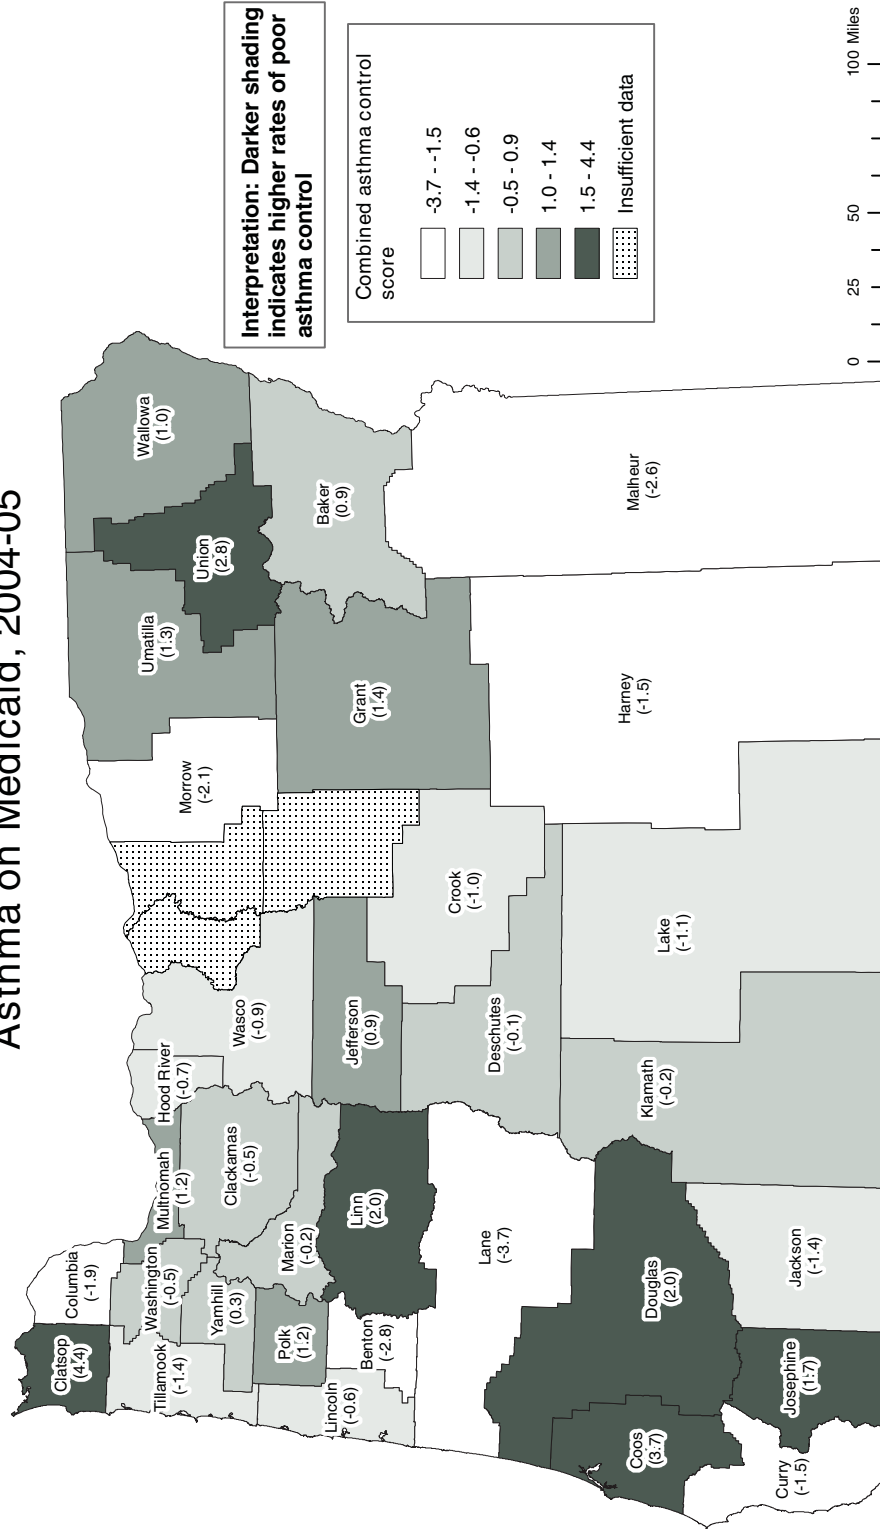 Asthma on Medicaid, 2004-05
Interpretation: Darker shading
indicates higher rates of poor
asthma control
Combined asthma control
score
-3.7 - -1.5
-1.4 - -0.6
-0.5 - 0.9
1.0 - 1.4
1.5 - 4.4
Insufficient data
0
25
50
100 Miles
Clatsop
(4.4)
Columbia
(-1.9)
Tillamook
(-1.4)
Washington
(-0.5)
Multnomah
(1.2)
Hood River
(-0.7)
Yamhill
(0.3)
Clackamas
(-0.5)
Wasco
(-0.9)
Morrow
(-2.1)
Umatilla
(1.3)
Union
(2.8)
Wallowa
(1.0)
Polk
(1.2)
Marion
(-0.2)
Lincoln
(-0.6)
Benton
(-2.8)
Linn
(2.0)
Jefferson
(0.9)
Grant
(1.4)
Baker
(0.9)
Crook
(-1.0)
Deschutes
(-0.1)
Lane
(-3.7)
Coos
(3.7)
Douglas
(2.0)
Klamath
(-0.2)
Lake
(-1.1)
Harney
(-1.5)
Malheur
(-2.6)
Curry
(-1.5)
Josephine
(1.7)
Jackson
(-1.4)